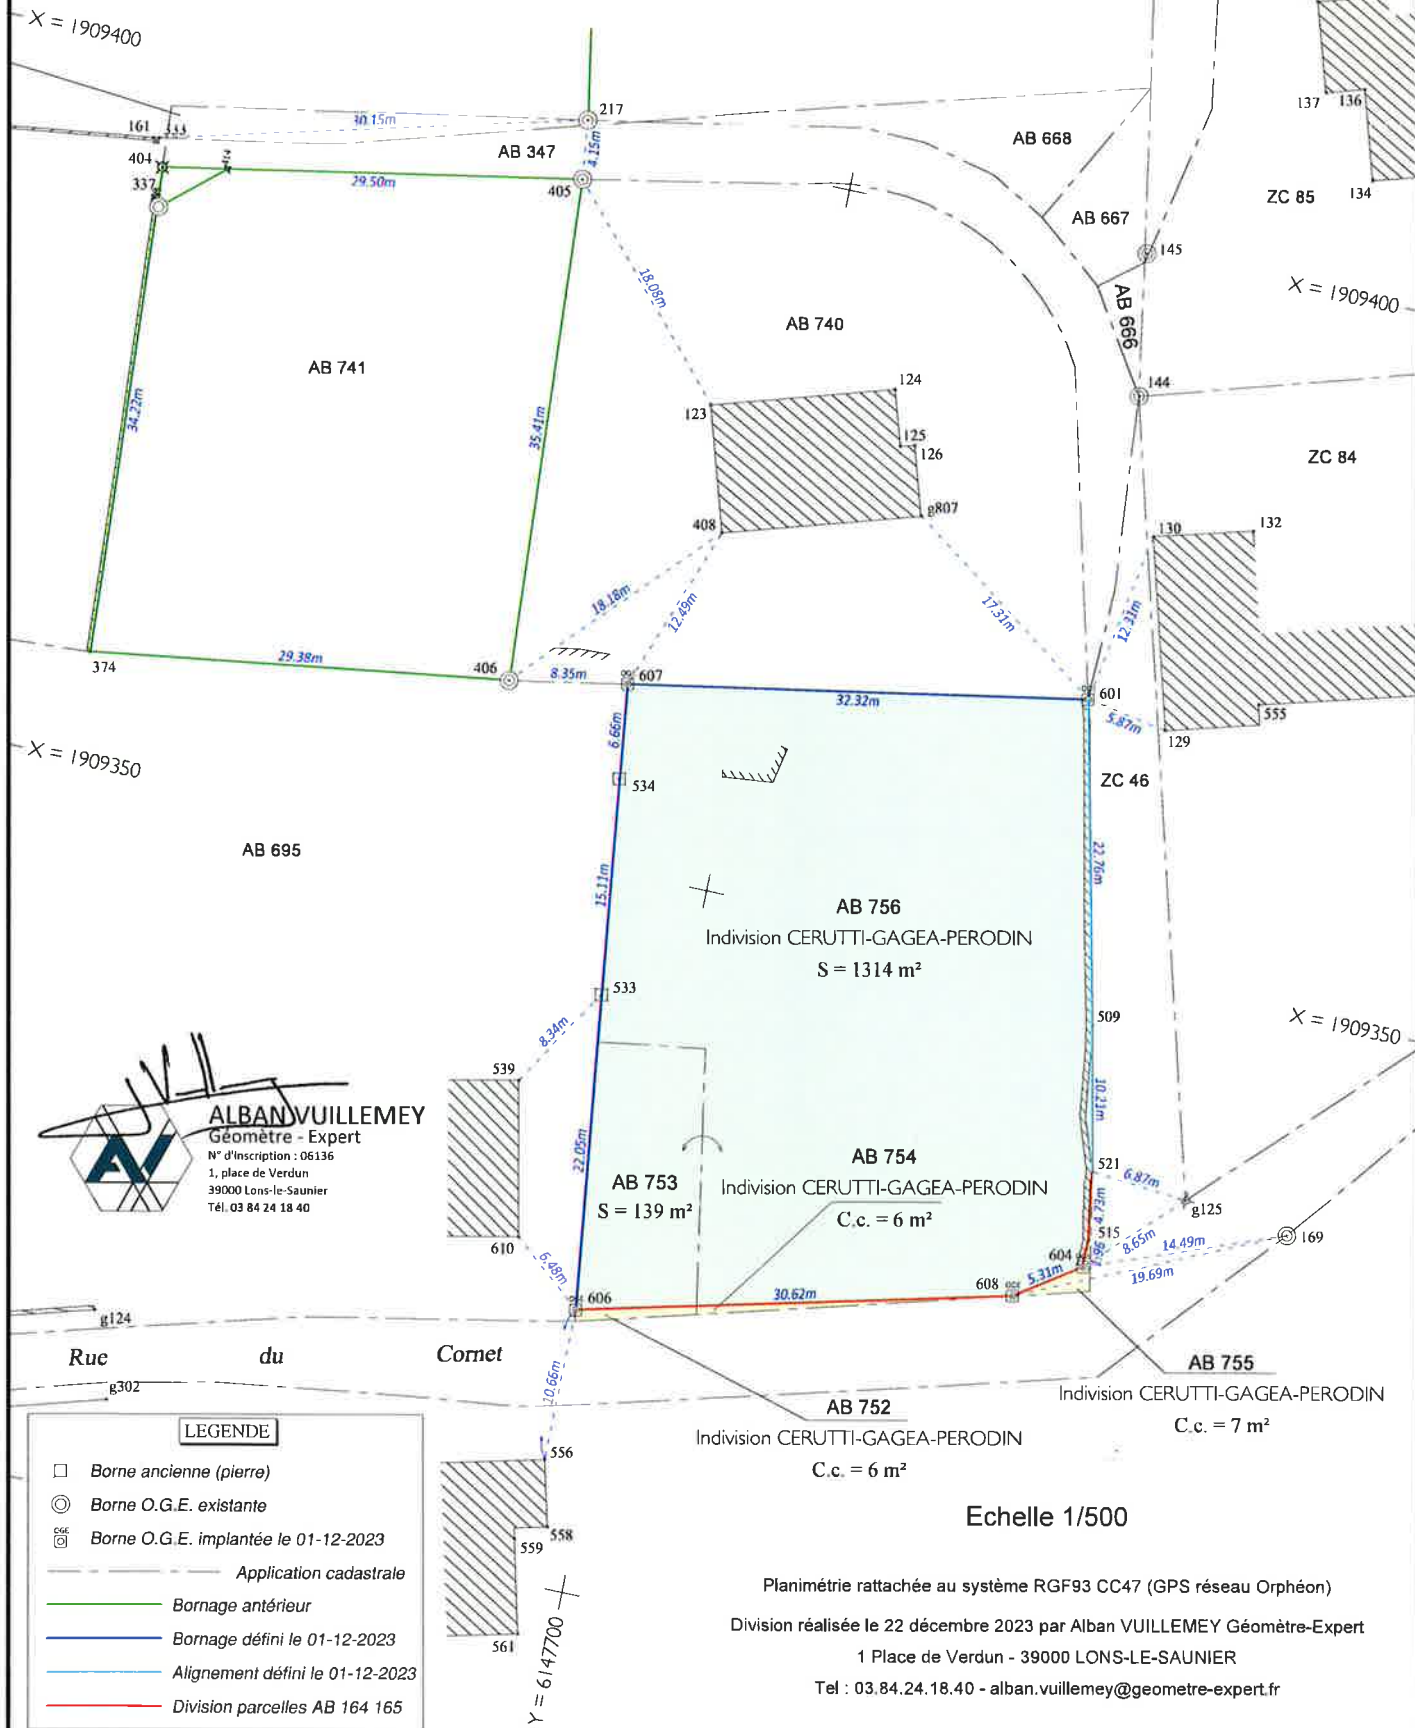 X = 1909400
217
161
333
30.15m
4.15m
AB 347
AB 668
137
136
404
414
337
29.50m
405
AB 667
ZC 85
134
145
18.08m
X = 1909400
AB 740
AB 666
AB 741
144
124
123
34.22m
35.41m
125
126
ZC 84
408
g807
130
132
18.18m
12.49m
17.31m
12.31m
374
29.38m
406
8.35m
607
32.32m
601
555
5.87m
129
6.66m
X = 1909350
534
ZC 46
AB 695
22.76m
15.11m
AB 756
Indivision CERUTTI-GAGEA-PERODIN
S = 1314 m²
533
509
X = 1909350
8.34m
539
10.21m
ALBAN VUILLEMEY
Géomètre - Expert
N° d'inscription : 06136
1, place de Verdun
39000 Lons-le-Saunier
Tél. 03 84 24 18 40
AV
22.05m
AB 753
S = 139 m²
AB 754
Indivision CERUTTI-GAGEA-PERODIN
C.c. = 6 m²
521
6.87m
g125
4.73m
515
1.96
8.65m
14.49m
169
610
6.48m
604
5.31m
19.69m
608
OGE
30.62m
606
g124
Rue du Cornet
g302
10.66m
AB 755
Indivision CERUTTI-GAGEA-PERODIN
C.c. = 7 m²
AB 752
Indivision CERUTTI-GAGEA-PERODIN
C.c. = 6 m²
556
558
559
561
Y = 6147700
LEGENDE
Borne ancienne (pierre)
Borne O.G.E. existante
OGE
Borne O.G.E. implantée le 01-12-2023
Application cadastrale
Bornage antérieur
Bornage défini le 01-12-2023
Alignement défini le 01-12-2023
Division parcelles AB 164 165
Echelle 1/500
Planimétrie rattachée au système RGF93 CC47 (GPS réseau Orphéon)
Division réalisée le 22 décembre 2023 par Alban VUILLEMEY Géomètre-Expert
1 Place de Verdun - 39000 LONS-LE-SAUNIER
Tel : 03.84.24.18.40 - alban.vuillemey@geometre-expert.fr